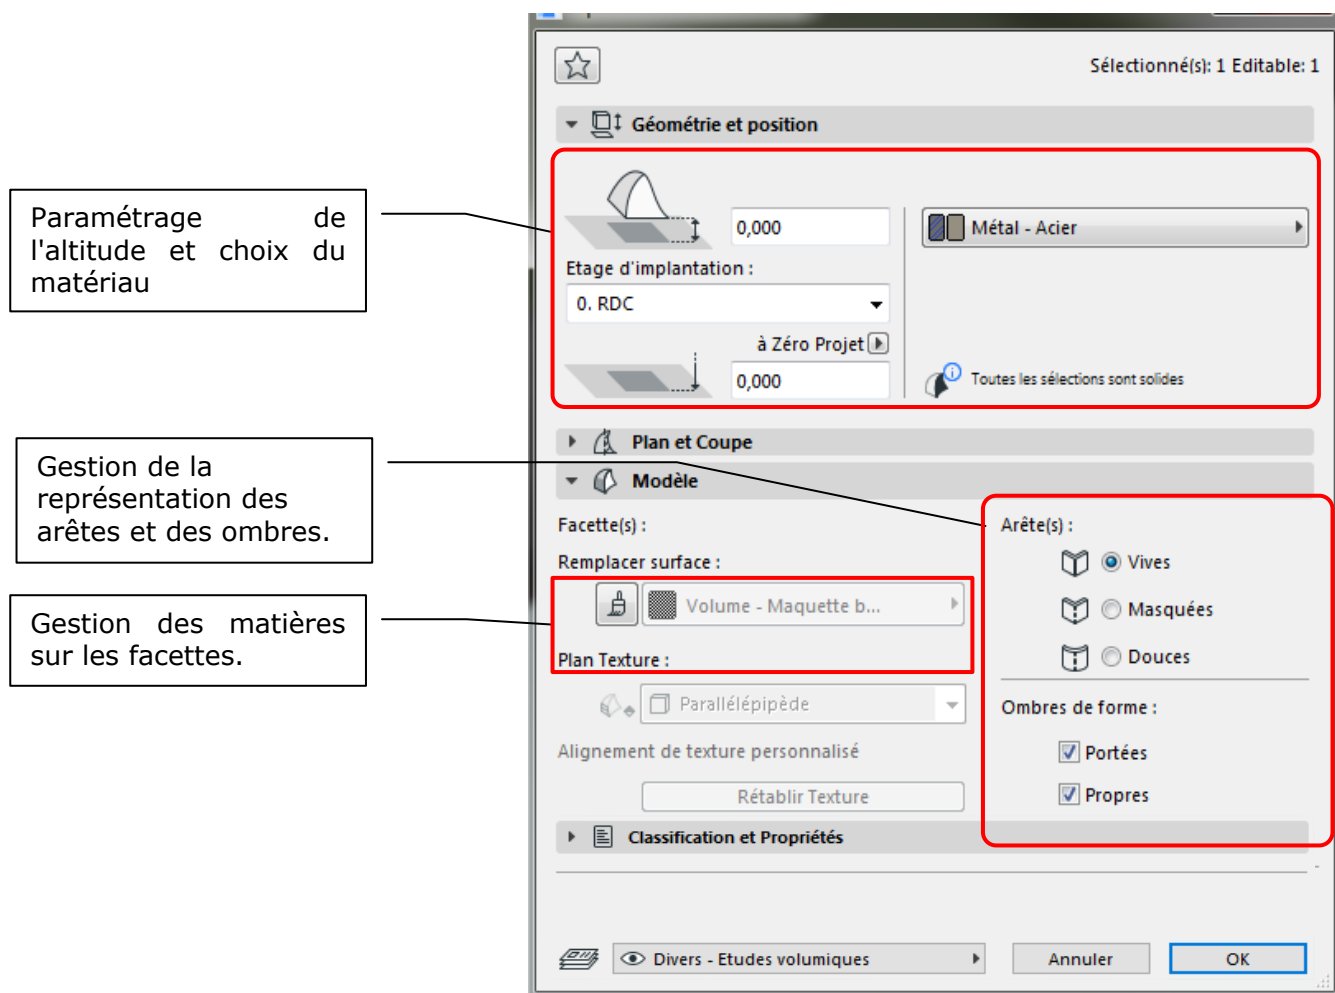 Sélectionné(s): 1 Editable: 1
Géométrie et position
Paramétrage de
l'altitude et choix du
matériau
0,000
Métal - Acier
Etage d'implantation :
0. RDC
à Zéro Projet
0,000
Toutes les sélections sont solides
Plan et Coupe
Gestion de la
représentation des
arêtes et des ombres.
Modèle
Facette(s) :
Arête(s) :
Remplacer surface :
Vives
Gestion des matières
sur les facettes.
Volume - Maquette b...
Masquées
Plan Texture :
Douces
Parallélépipède
Ombres de forme :
Alignement de texture personnalisé
Portées
Rétablir Texture
Propres
Classification et Propriétés
Divers - Etudes volumiques
Annuler
OK